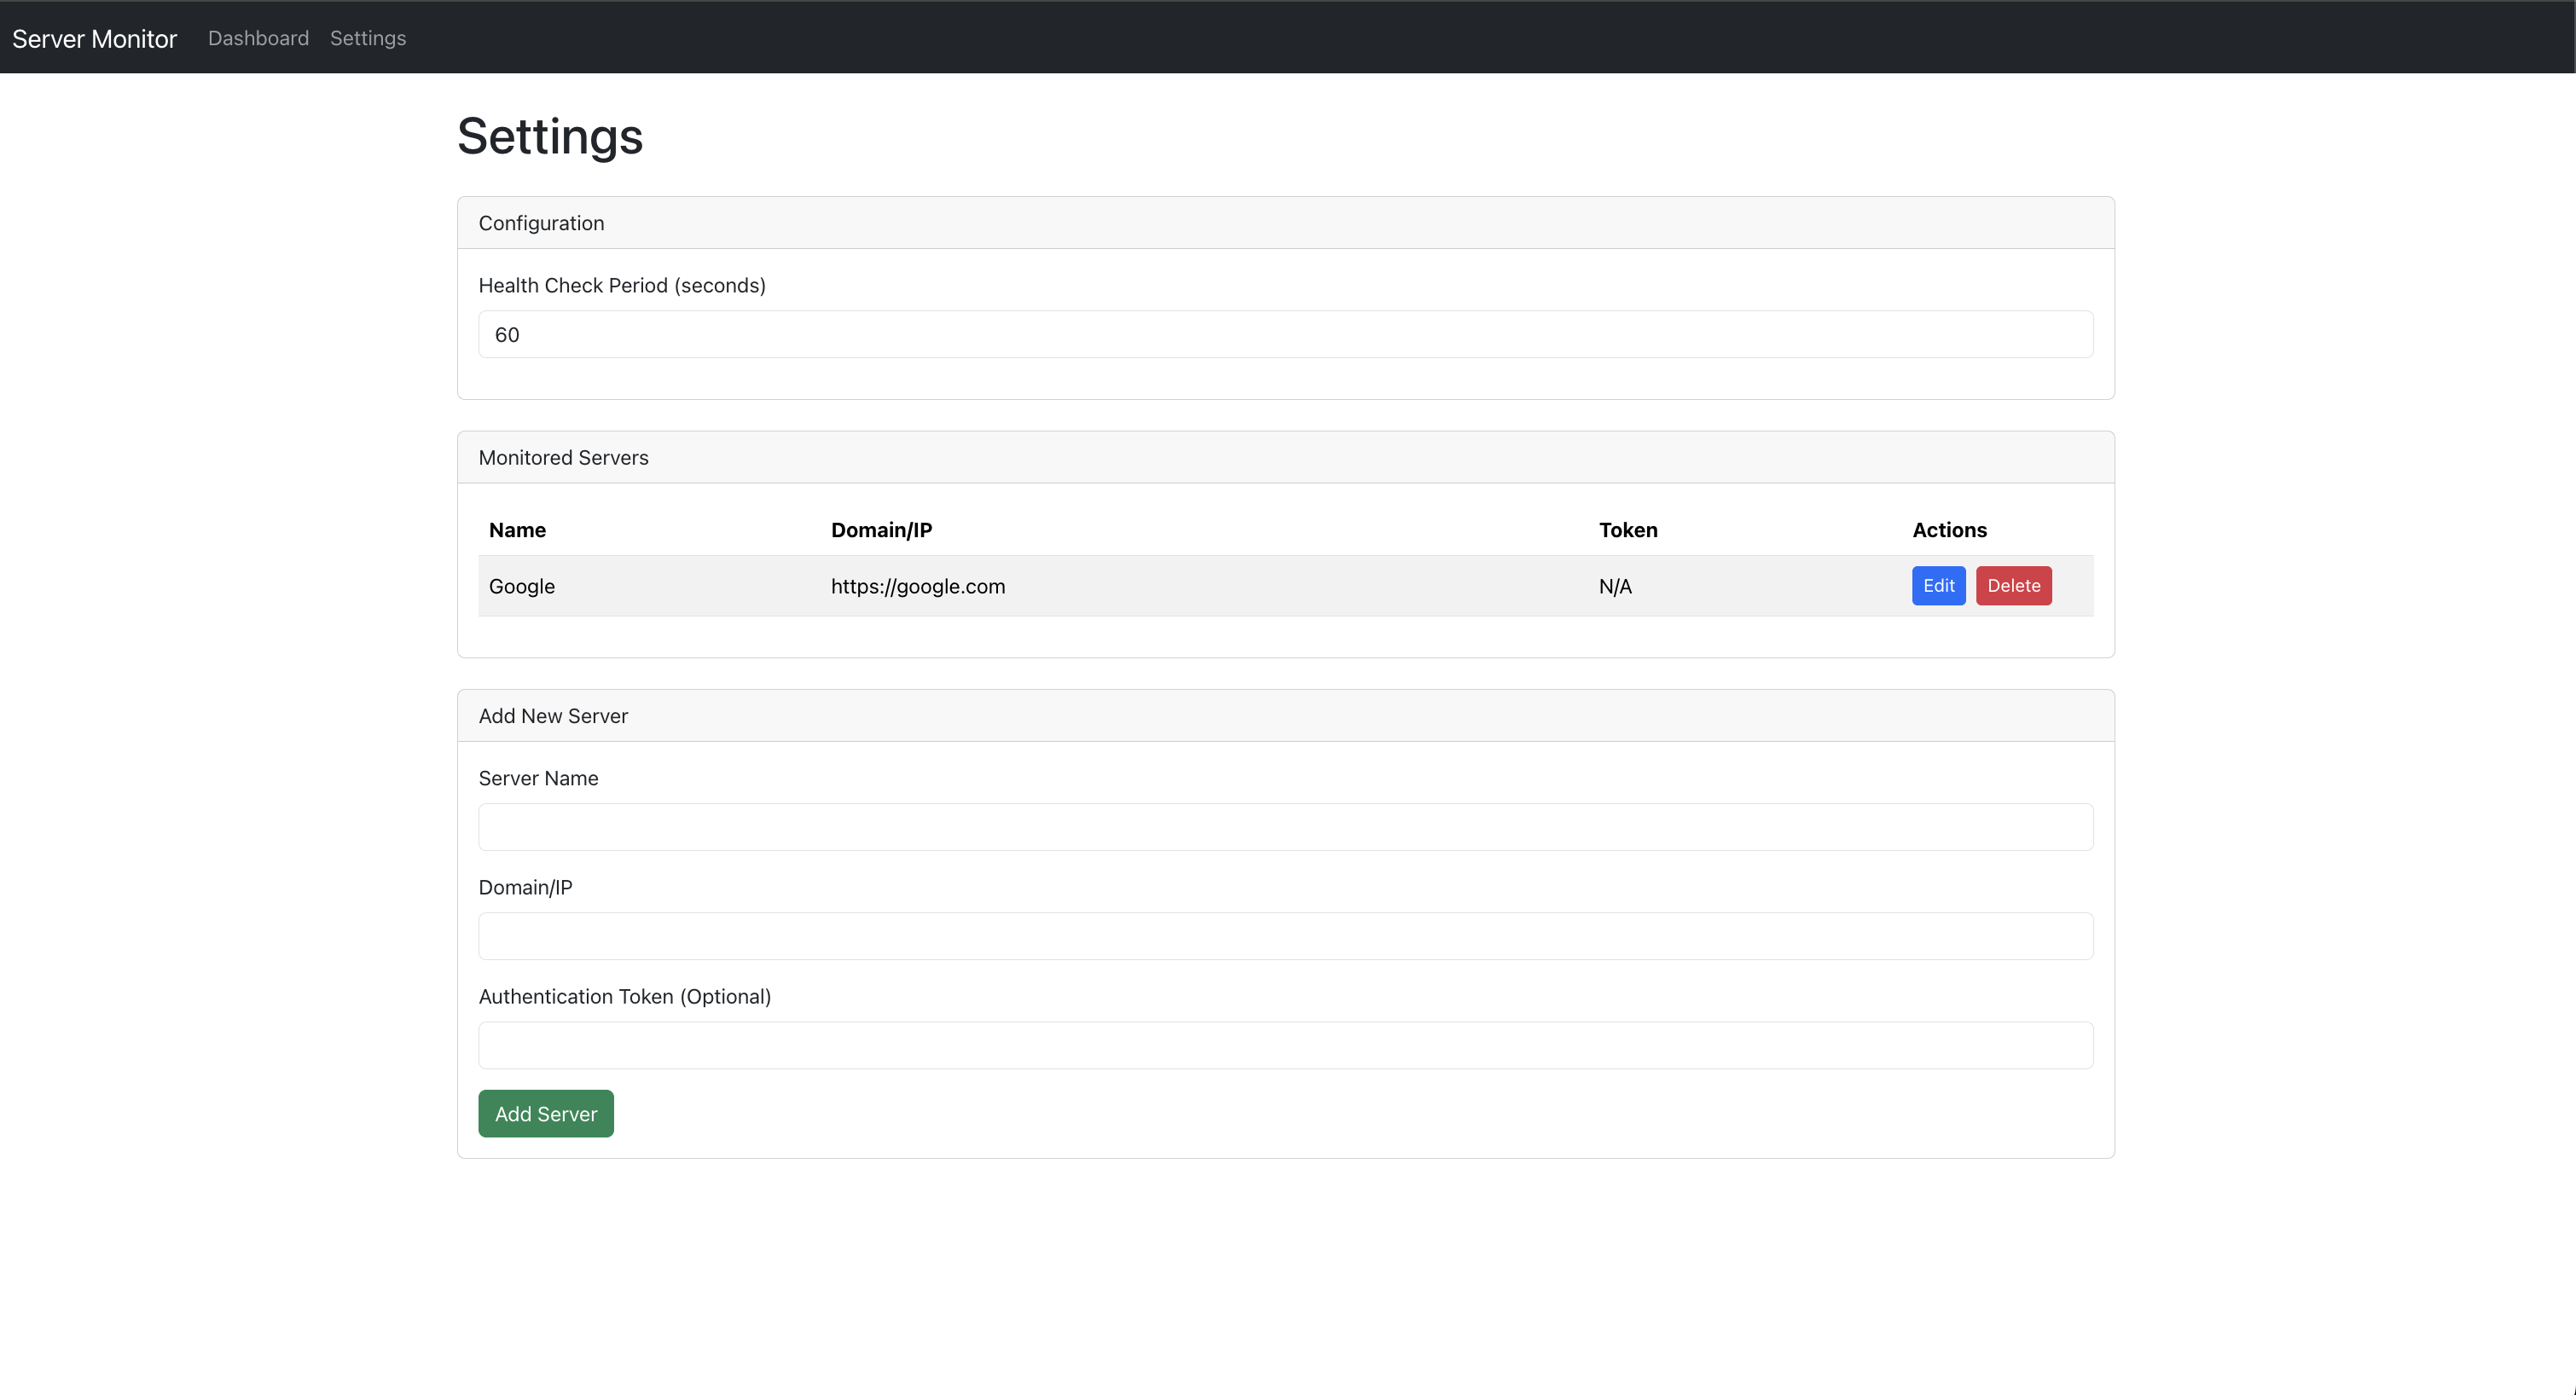 Server Monitor Dashboard Settings
Settings
Configuration
Health Check Period (seconds)
60
Monitored Servers
Name Domain/IP Token Actions
Google https://google.com N/A Edit Delete
Add New Server
Server Name
Domain/IP
Authentication Token (Optional)
Add Server